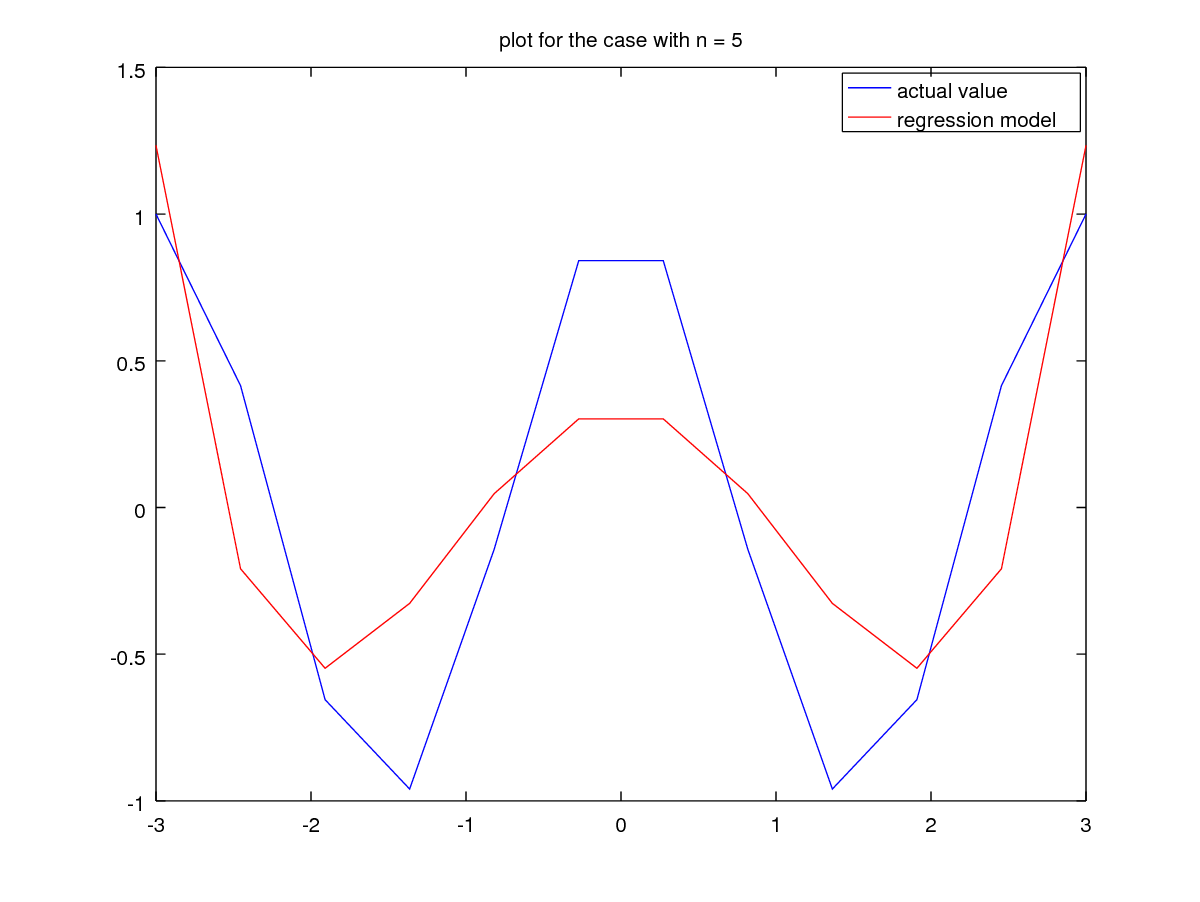 plot for the case with n = 5
actual value
regression model
1.5
1
0.5
0
-0.5
-1
-3 -2 -1 0 1 2 3